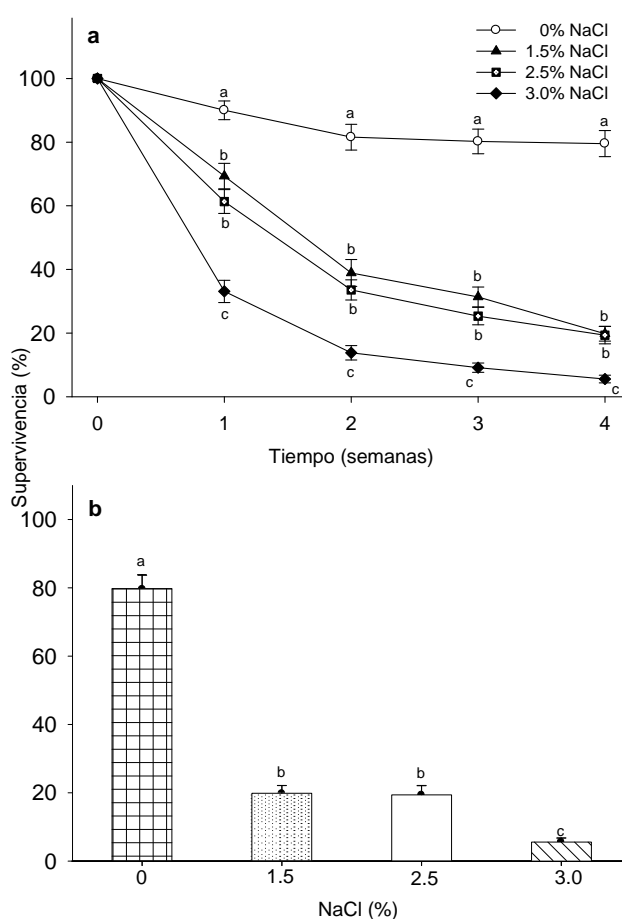 a
0% NaCl
1.5% NaCl
2.5% NaCl
3.0% NaCl
100
80
60
40
20
0
a
a
a
a
b
b
b
b
b
b
b
b
c
c
c
c
0 1 2 3 4
Tiempo (semanas)
Supervivencia (%)
b
100
80
60
40
20
0
a
b
b
c
0 1.5 2.5 3.0
NaCl (%)